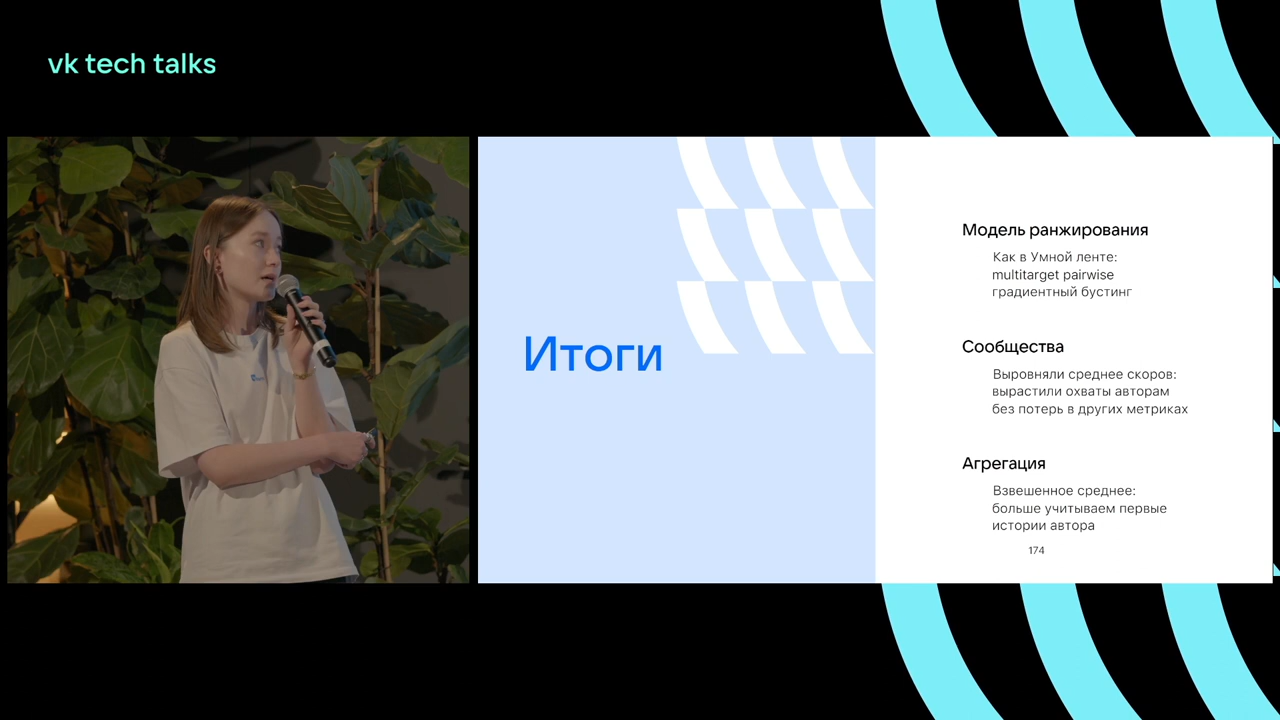 vk tech talks
Итоги
Модель ранжирования
Как в Умной ленте:
multitarget pairwise
градиентный бустинг
Сообщества
Выровняли среднее скоров:
вырастили охваты авторам
без потерь в других метриках
Агрегация
Взвешенное среднее:
больше учитываем первые
истории автора
174